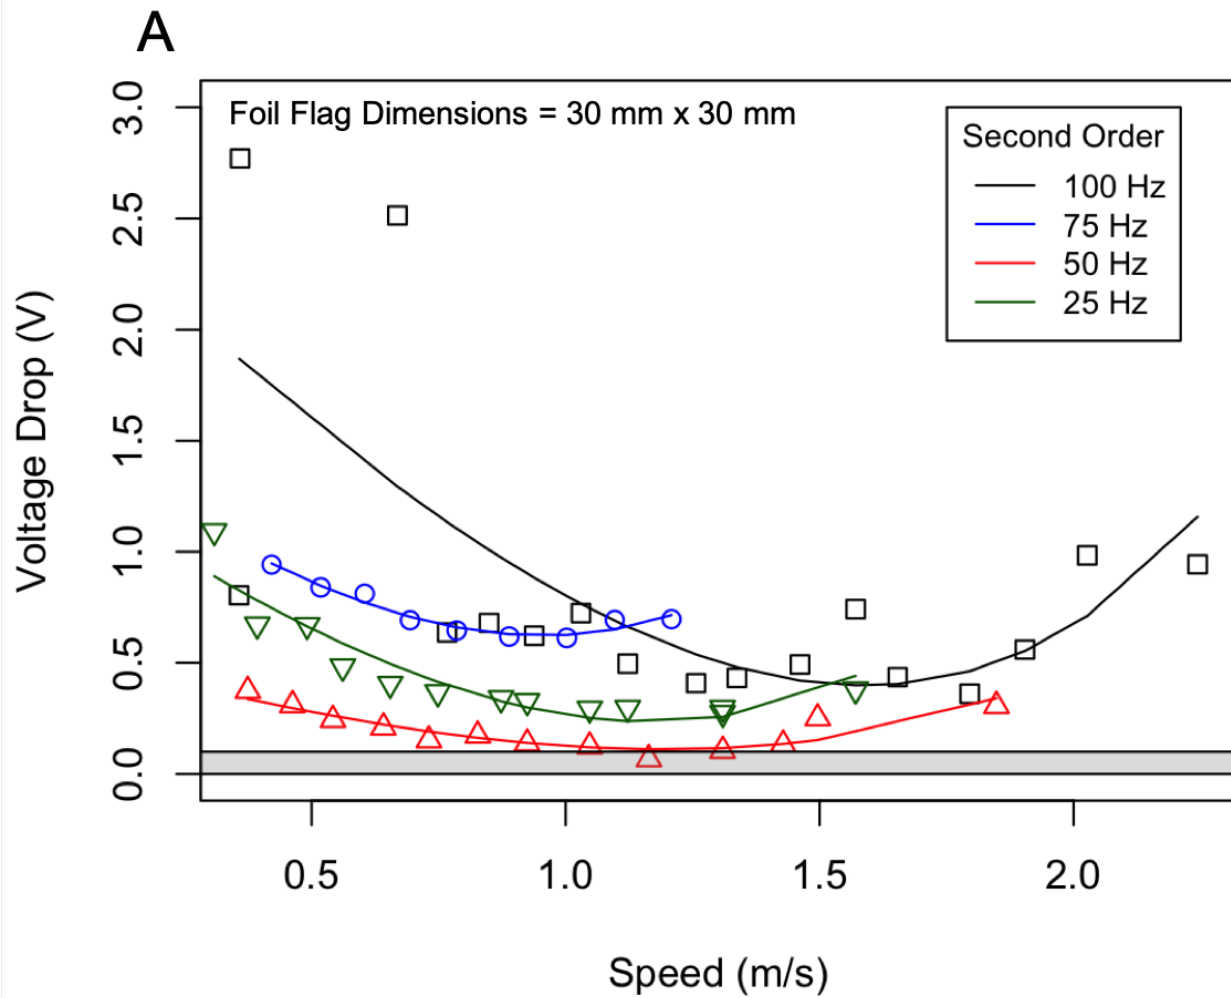 A
Foil Flag Dimensions = 30 mm x 30 mm
Second Order
100 Hz
75 Hz
50 Hz
25 Hz
3.0
2.5
2.0
1.5
1.0
0.5
0.0
Voltage Drop (V)
0.5 1.0 1.5 2.0
Speed (m/s)